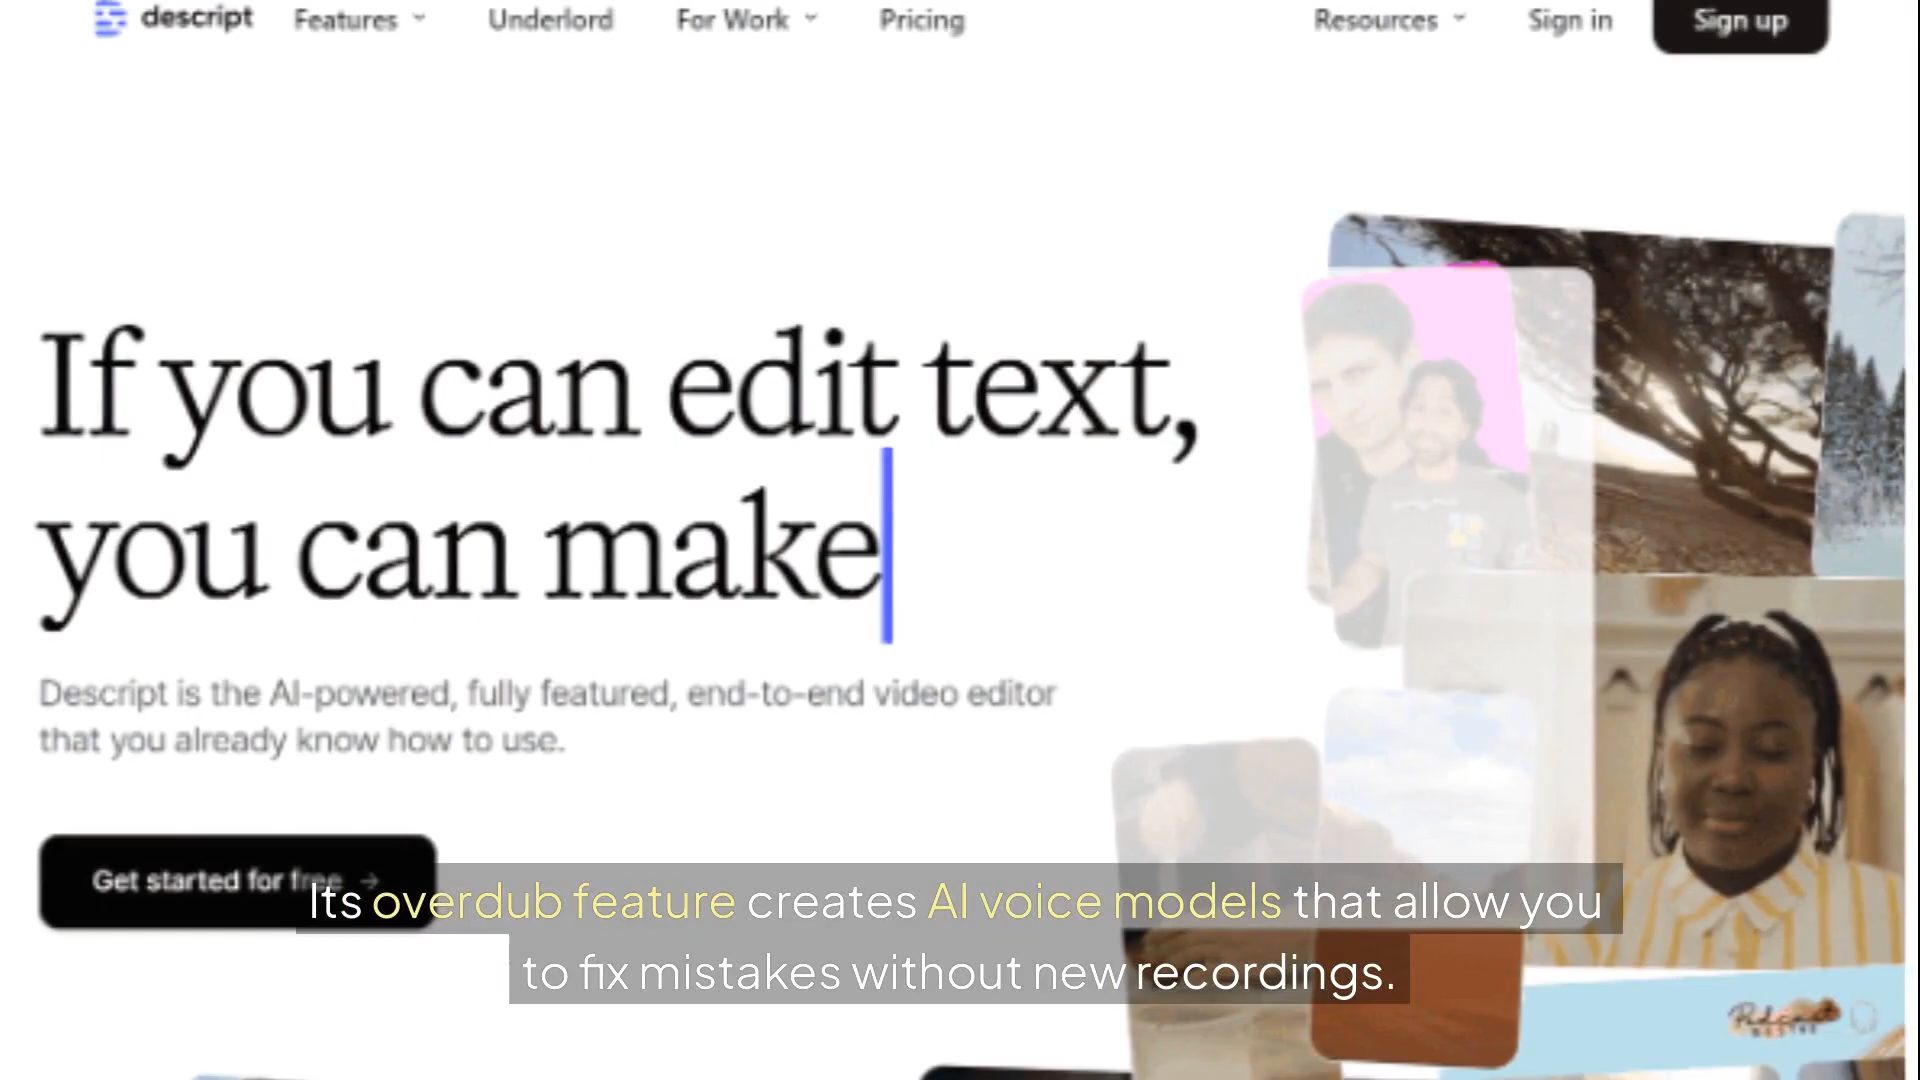 descript
Features
Underlord
For Work
Pricing
Resources
Sign in
Sign up
If you can edit text,
you can make
Descript is the AI-powered, fully featured, end-to-end video editor
that you already know how to use.
Get started for free →
Its overdub feature creates AI voice models that allow you
to fix mistakes without new recordings.
Podcast